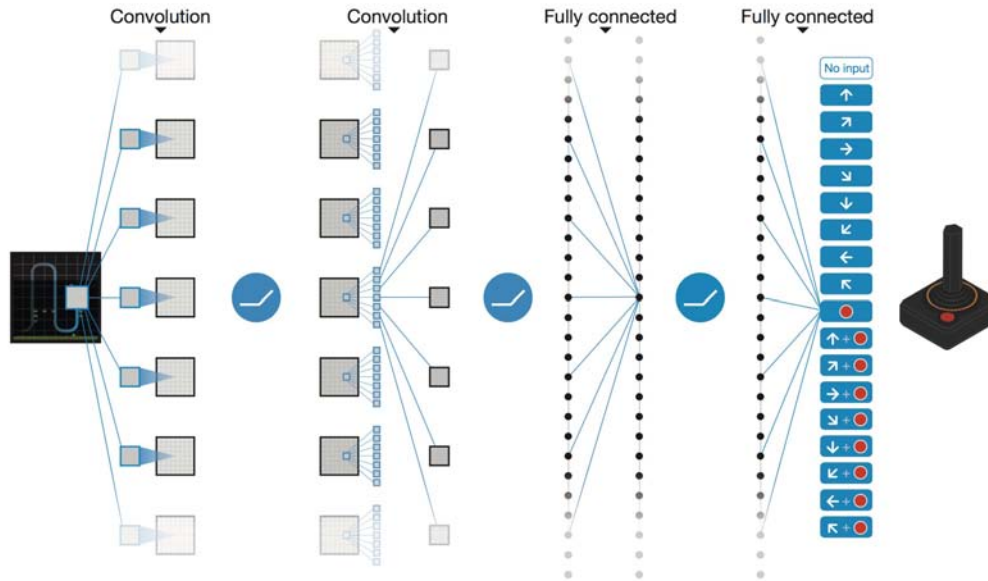 Convolution
Convolution
Fully connected
Fully connected
No input
+
+
+
+
+
+
+
+